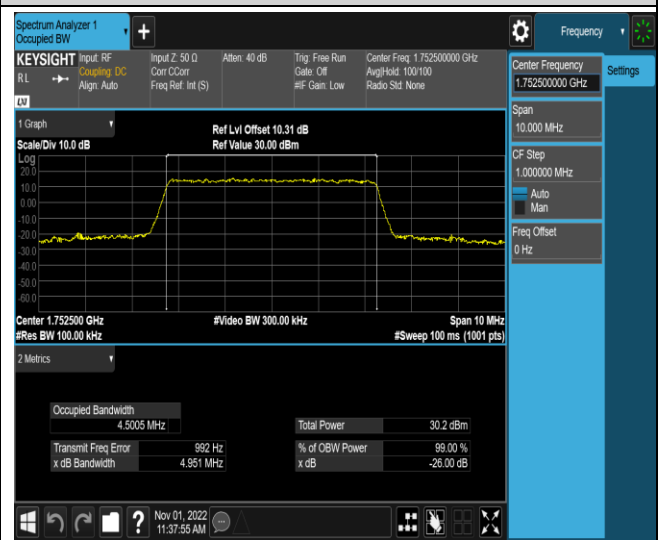 Spectrum Analyzer 1
Occupied BW
Frequency
KEYSIGHT
Input: RF
Coupling: DC
Align: Auto
Input Z: 50 Ω
Corr CCorr
Freq Ref: Int (S)
Atten: 40 dB
Trig: Free Run
Gate: Off
#IF Gain: Low
Center Freq: 1.752500000 GHz
Avg|Hold: 100/100
Radio Std: None
RL
LXI
Center Frequency
1.752500000 GHz
Settings
Span
10.000 MHz
CF Step
1.000000 MHz
Auto
Man
Freq Offset
0 Hz
1 Graph
Scale/Div 10.0 dB
Ref Lvl Offset 10.31 dB
Ref Value 30.00 dBm
Log
20.0
10.0
0.00
-10.0
-20.0
-30.0
-40.0
-50.0
-60.0
Center 1.752500 GHz
#Video BW 300.00 kHz
Span 10 MHz
#Res BW 100.00 kHz
#Sweep 100 ms (1001 pts)
2 Metrics
Occupied Bandwidth
4.5005 MHz
Total Power 30.2 dBm
Transmit Freq Error 992 Hz
% of OBW Power 99.00 %
x dB Bandwidth 4.951 MHz
x dB -26.00 dB
?
Nov 01, 2022
11:37:55 AM